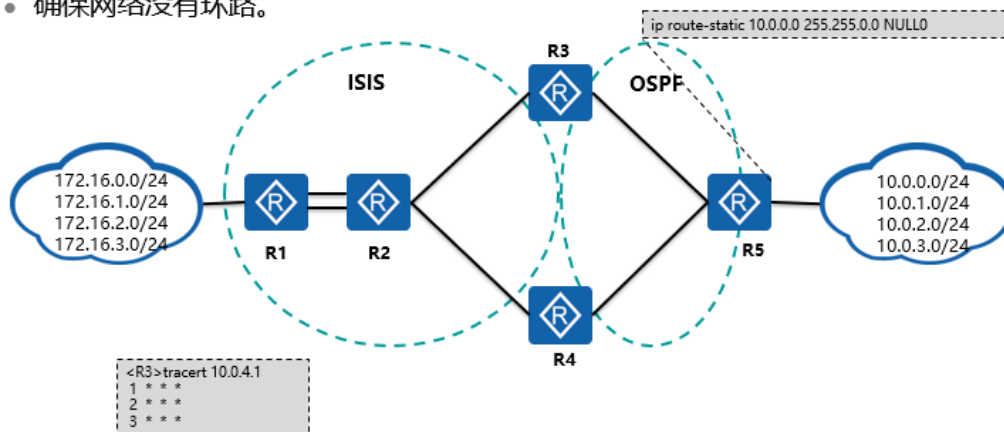 确保网络没有环路。
ip route-static 10.0.0.0 255.255.0.0 NULL0
R3
ISIS
OSPF
172.16.0.0/24
172.16.1.0/24
172.16.2.0/24
172.16.3.0/24
R
R
R
R
R
10.0.0.0/24
10.0.1.0/24
10.0.2.0/24
10.0.3.0/24
R1
R2
R5
R4
<R3>tracert 10.0.4.1
1 * * *
2 * * *
3 * * *